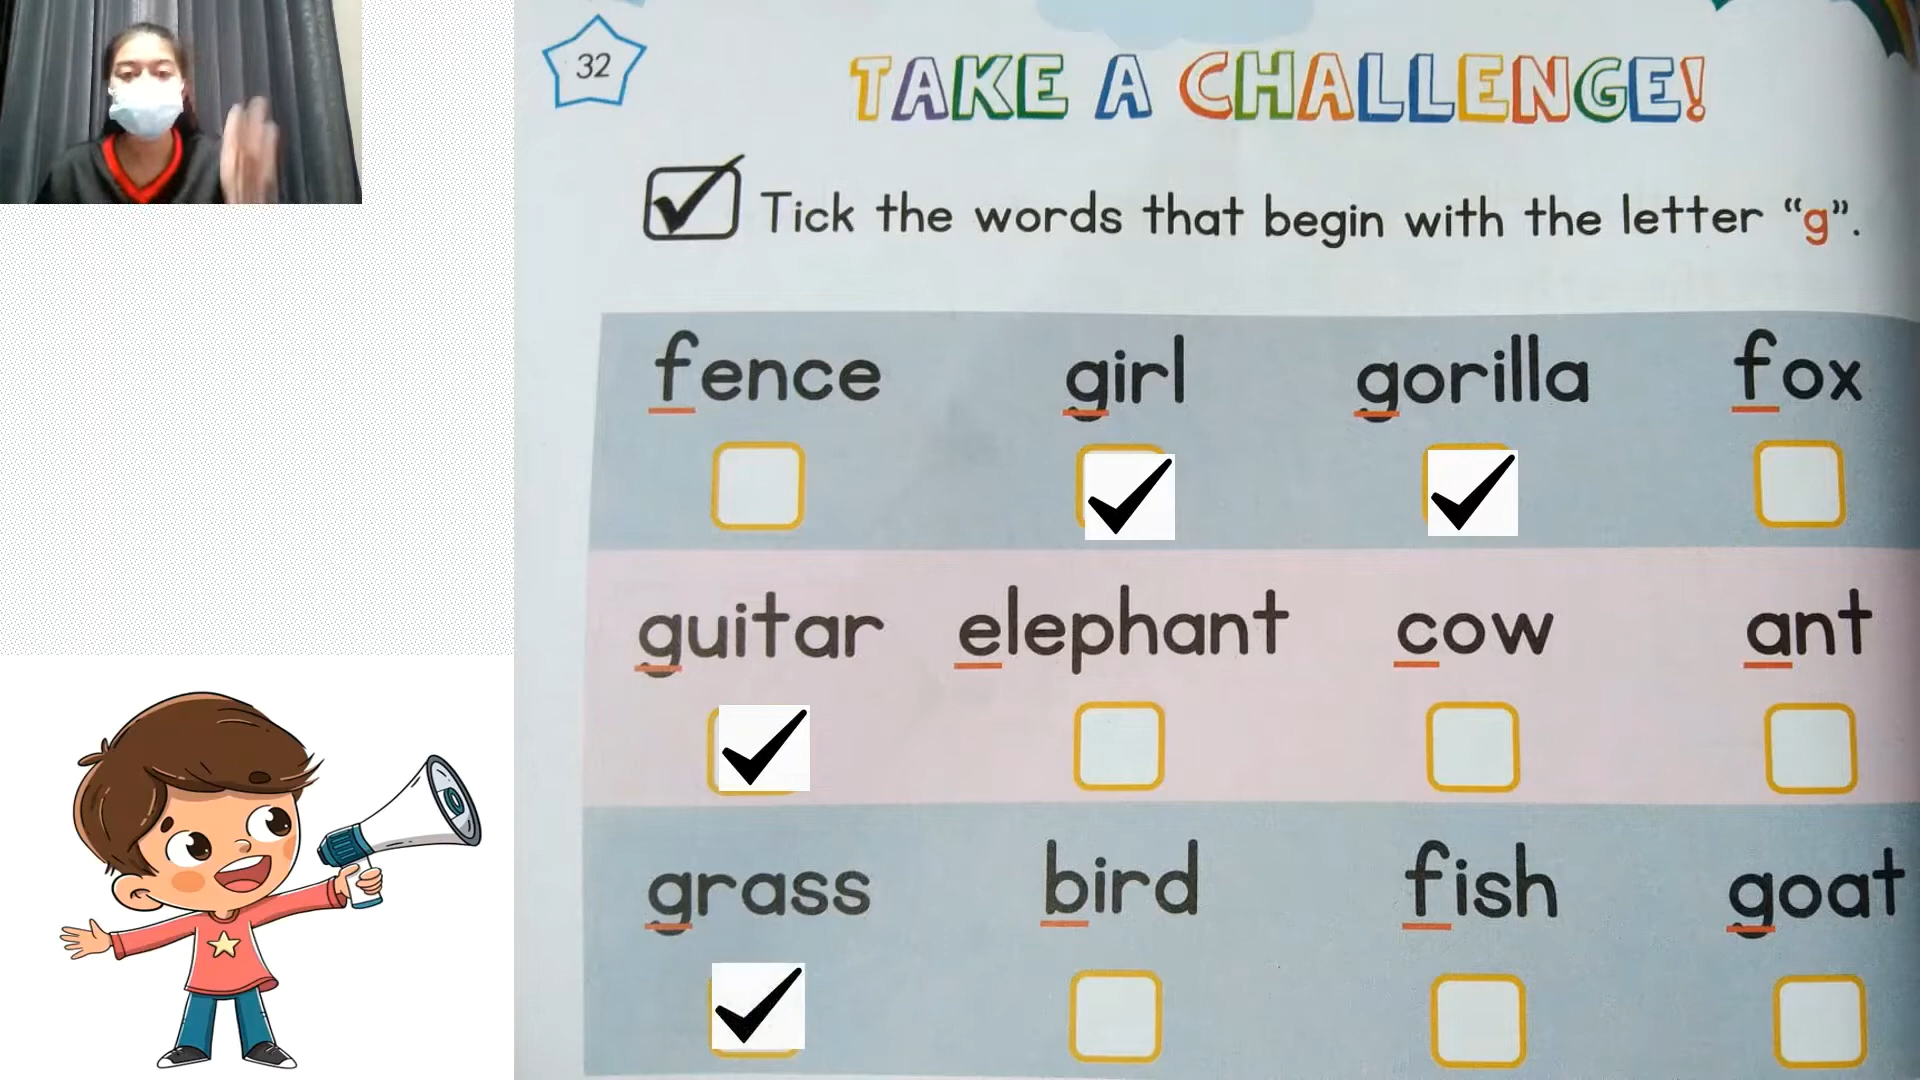 32
TAKE A CHALLENGE!
Tick the words that begin with the letter "g".
fence girl gorilla fox
guitar elephant cow ant
grass bird fish goat